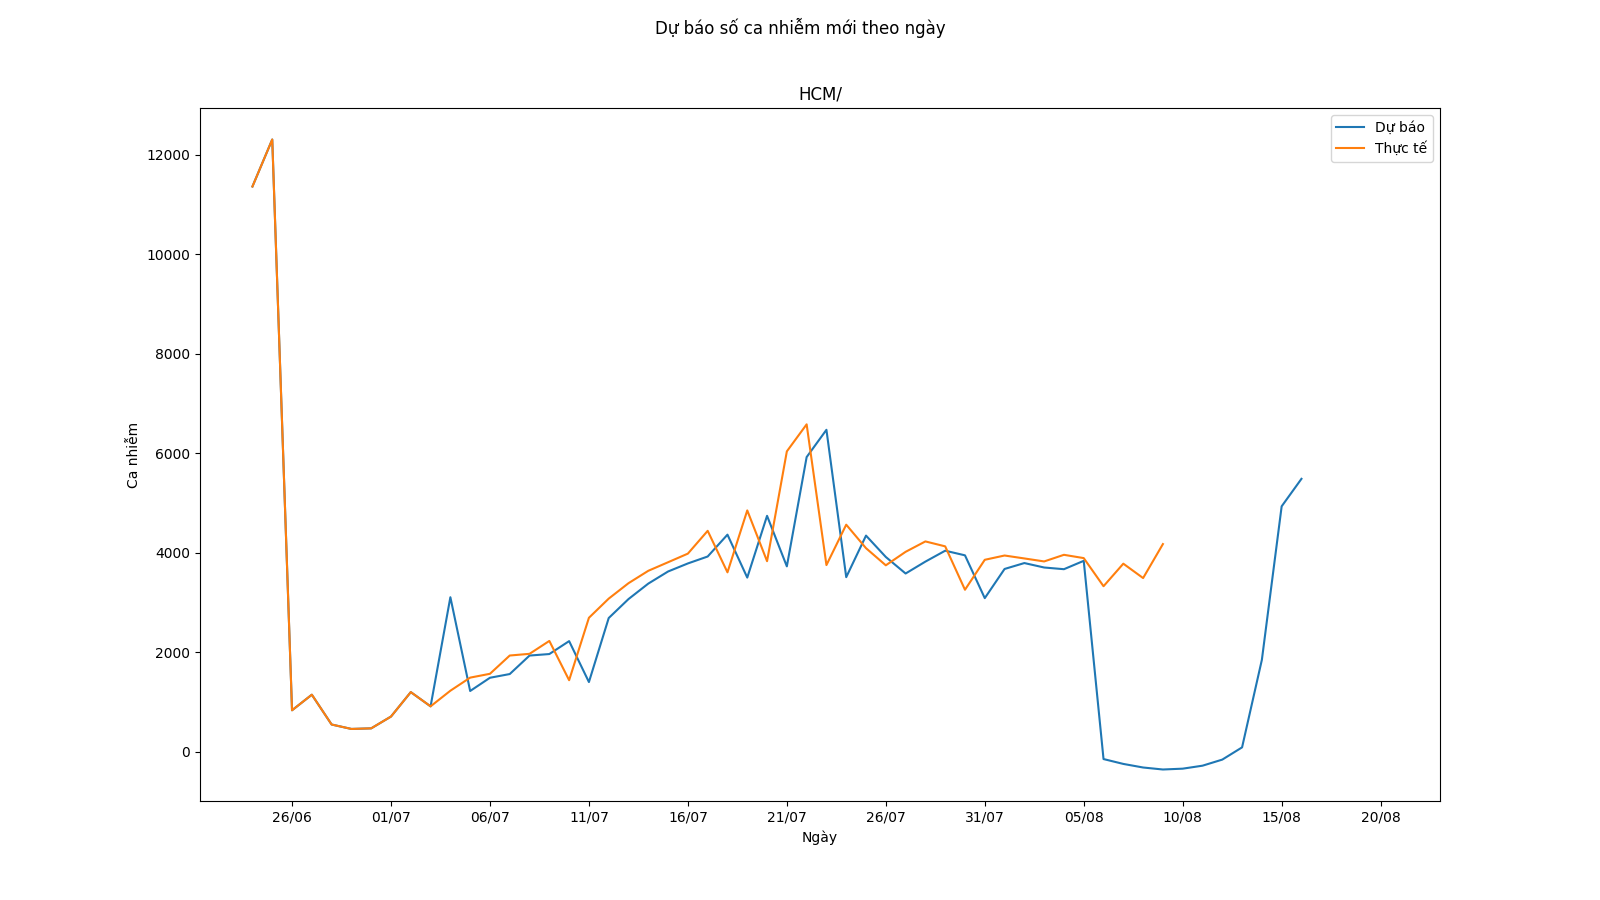 Dự báo số ca nhiễm mới theo ngày
HCM/
Dự báo
Thực tế
12000
10000
8000
6000
4000
2000
0
Ca nhiễm
26/06 01/07 06/07 11/07 16/07 21/07 26/07 31/07 05/08 10/08 15/08 20/08
Ngày